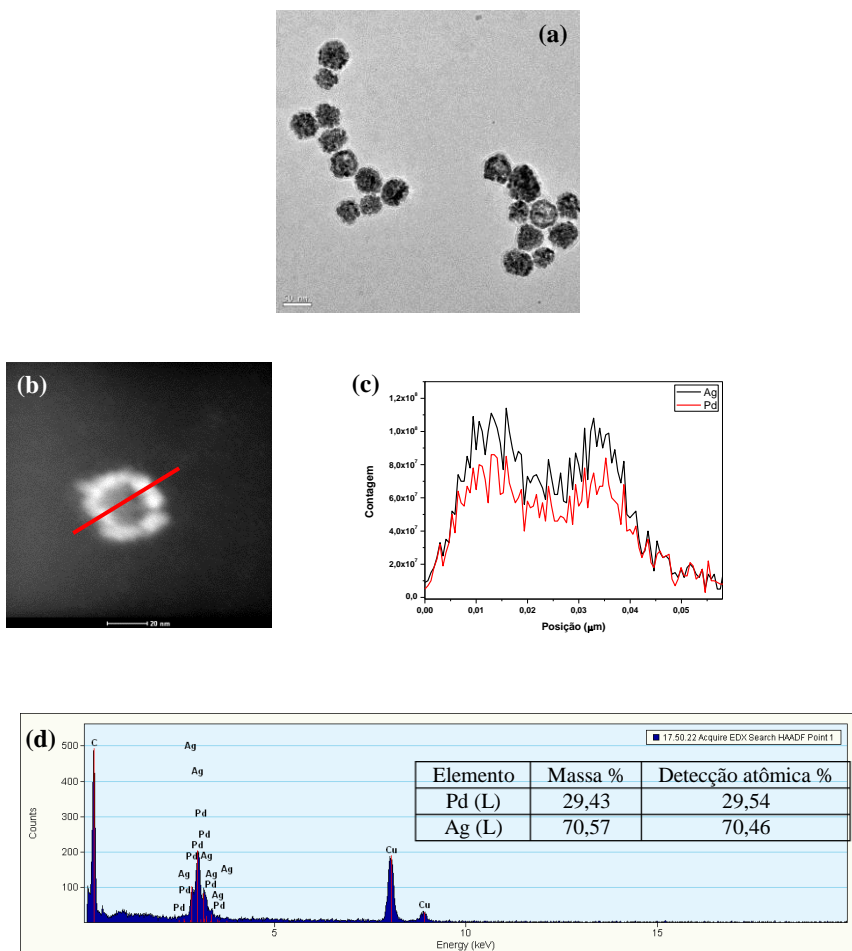 (a)
50 nm
(b)
20 nm
(c)
Ag
Pd
1,2x10⁸
1,0x10⁸
8,0x10⁷
6,0x10⁷
4,0x10⁷
2,0x10⁷
0,0
Contagem
0,00 0,01 0,02 0,03 0,04 0,05
Posição (μm)
(d)
17.50.22 Acquire EDX Search HAADF Point 1
500
400
300
200
100
Counts
C
Ag
Ag
Pd
Pd
Pd
Pd Ag
Ag Ag
Pd Pd
Ag
Pd Pd
Cu
Cu
Elemento Massa % Detecção atômica %
Pd (L) 29,43 29,54
Ag (L) 70,57 70,46
5 10 15
Energy (keV)